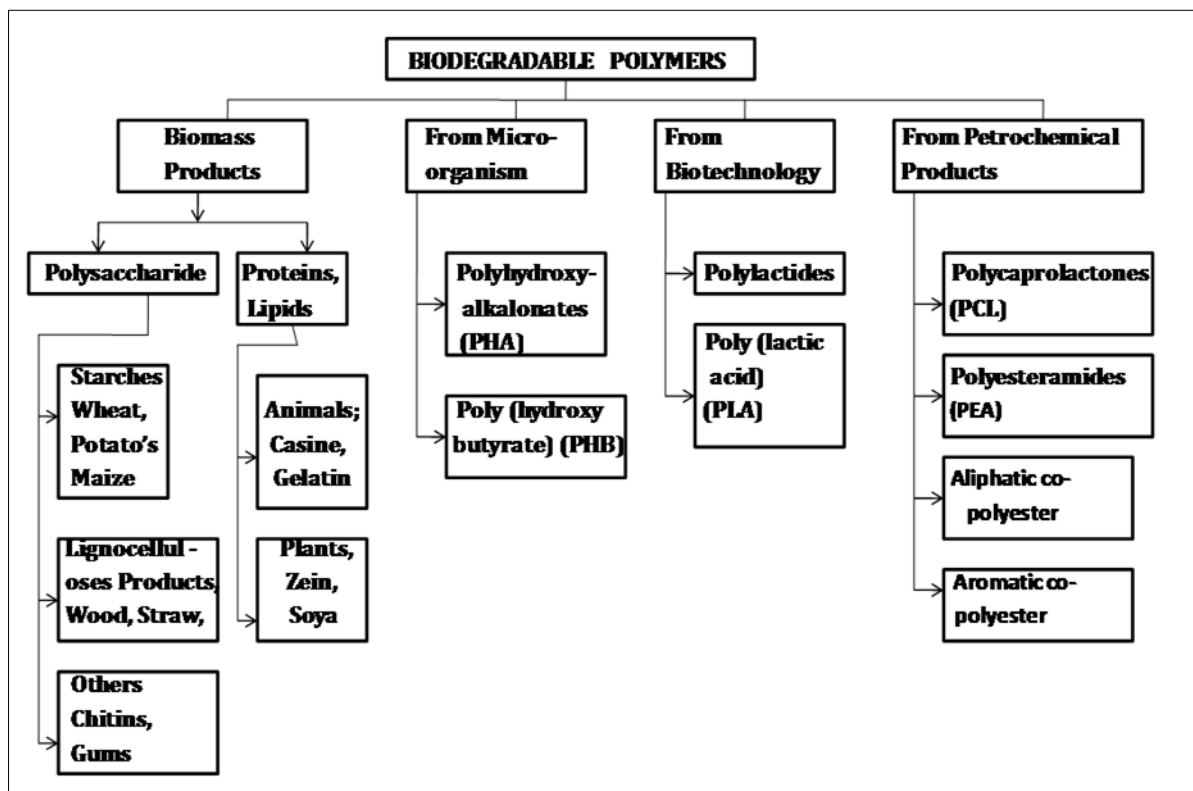 BIODEGRADABLE POLYMERS
Biomass
Products
From Micro-
organism
From
Biotechnology
From Petrochemical
Products
Polysaccharide
Proteins,
Lipids
Starches
Wheat,
Potato's
Maize
Lignocellul -
oses Products,
Wood, Straw,
Others
Chitins,
Gums
Animals;
Casine,
Gelatin
Plants,
Zein,
Soya
Polyhydroxy-
alkalonates
(PHA)
Poly (hydroxy
butyrate) (PHB)
Polylactides
Poly (lactic
acid)
(PLA)
Polycaprolactones
(PCL)
Polyesteramides
(PEA)
Aliphatic co-
polyester
Aromatic co-
polyester